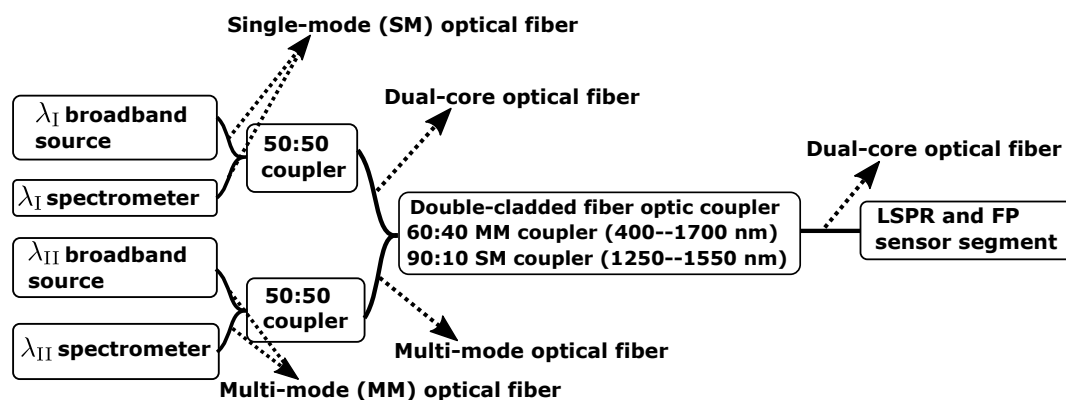 Single-mode (SM) optical fiber
Dual-core optical fiber
λI broadband
source
50:50
coupler
Dual-core optical fiber
λI spectrometer
Double-cladded fiber optic coupler
60:40 MM coupler (400--1700 nm)
90:10 SM coupler (1250--1550 nm)
LSPR and FP
sensor segment
λII broadband
source
50:50
coupler
λII spectrometer
Multi-mode optical fiber
Multi-mode (MM) optical fiber